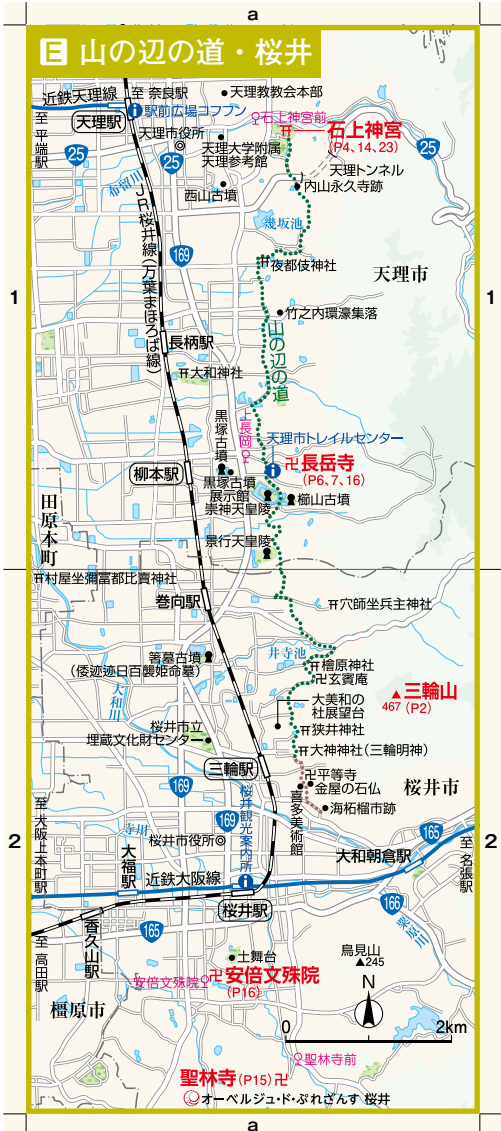 a
E 山の辺の道・桜井
近鉄天理線
至 奈良駅
天理教教会本部
至 平端駅
天理駅
駅前広場コフフン
石上神宮前
天理市役所
天理大学附属
天理参考館
石上神宮
(P4、14、23)
25
25
25
天理トンネル
内山永久寺跡
布留川
西山古墳
幾坂池
JR桜井線(万葉まほろば線)
169
夜都伎神社
天理市
1
1
竹之内環濠集落
山の辺の道
長柄駅
大和神社
上長岡
黒塚古墳
天理市トレイルセンター
長岳寺
(P6、7、16)
柳本駅
黒塚古墳
展示館
崇神天皇陵
櫛山古墳
田原本町
景行天皇陵
村屋坐彌冨都比賣神社
巻向駅
穴師坐兵主神社
箸墓古墳
(倭迹迹日百襲姫命墓)
井寺池
檜原神社
玄賓庵
大和川
大美和の
杜展望台
三輪山
467 (P2)
狭井神社
桜井市立
埋蔵文化財センター
大神神社(三輪明神)
三輪駅
平等寺
金屋の石仏
桜井市
169
喜多美術館
海柘榴市跡
至 大阪上本町駅
169
桜井観光案内所
寺川
165
2
2
桜井市役所
大和朝倉駅
至 名張駅
大福駅
近鉄大阪線
桜井駅
166
粟原川
香久山駅
165
至 高田駅
土舞台
鳥見山
245
安倍文殊院
安倍文殊院
(P16)
橿原市
N
0
2km
聖林寺前
聖林寺(P15)
オーベルジュ・ド・ぷれざんす 桜井
a